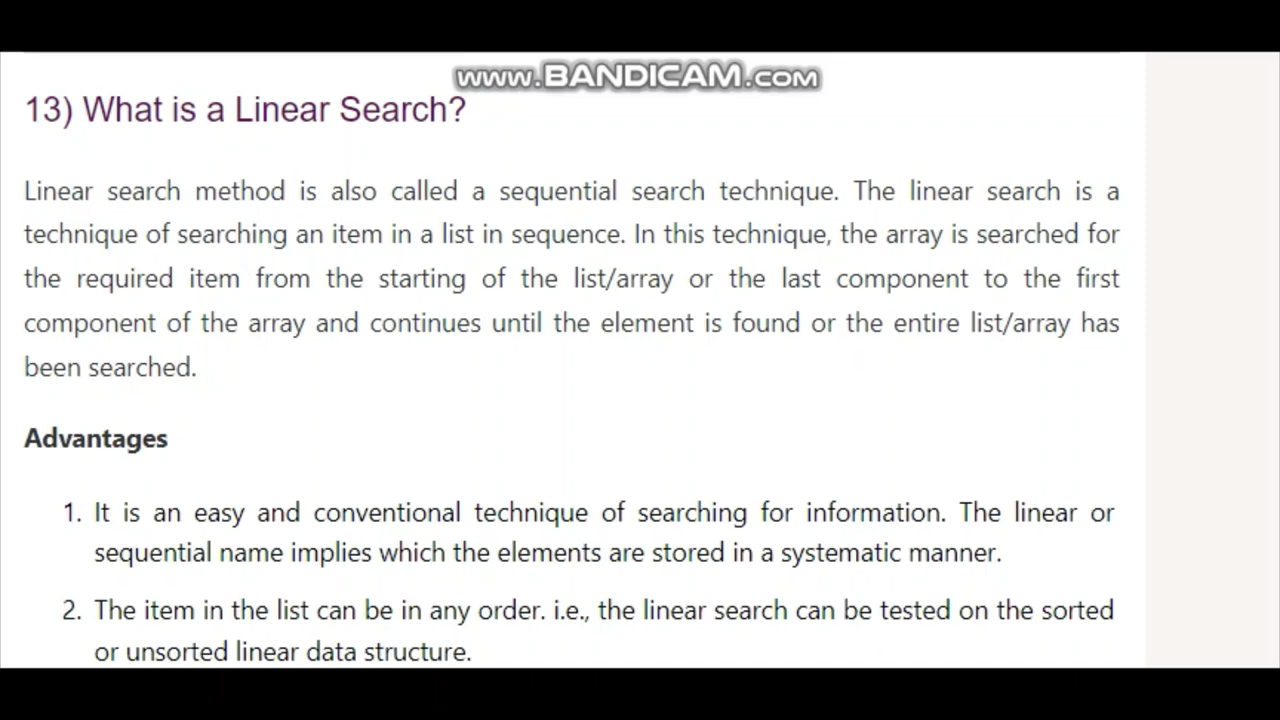 www.BANDICAM.com
13) What is a Linear Search?
Linear search method is also called a sequential search technique. The linear search is a
technique of searching an item in a list in sequence. In this technique, the array is searched for
the required item from the starting of the list/array or the last component to the first
component of the array and continues until the element is found or the entire list/array has
been searched.
Advantages
1. It is an easy and conventional technique of searching for information. The linear or
sequential name implies which the elements are stored in a systematic manner.
2. The item in the list can be in any order. i.e., the linear search can be tested on the sorted
or unsorted linear data structure.